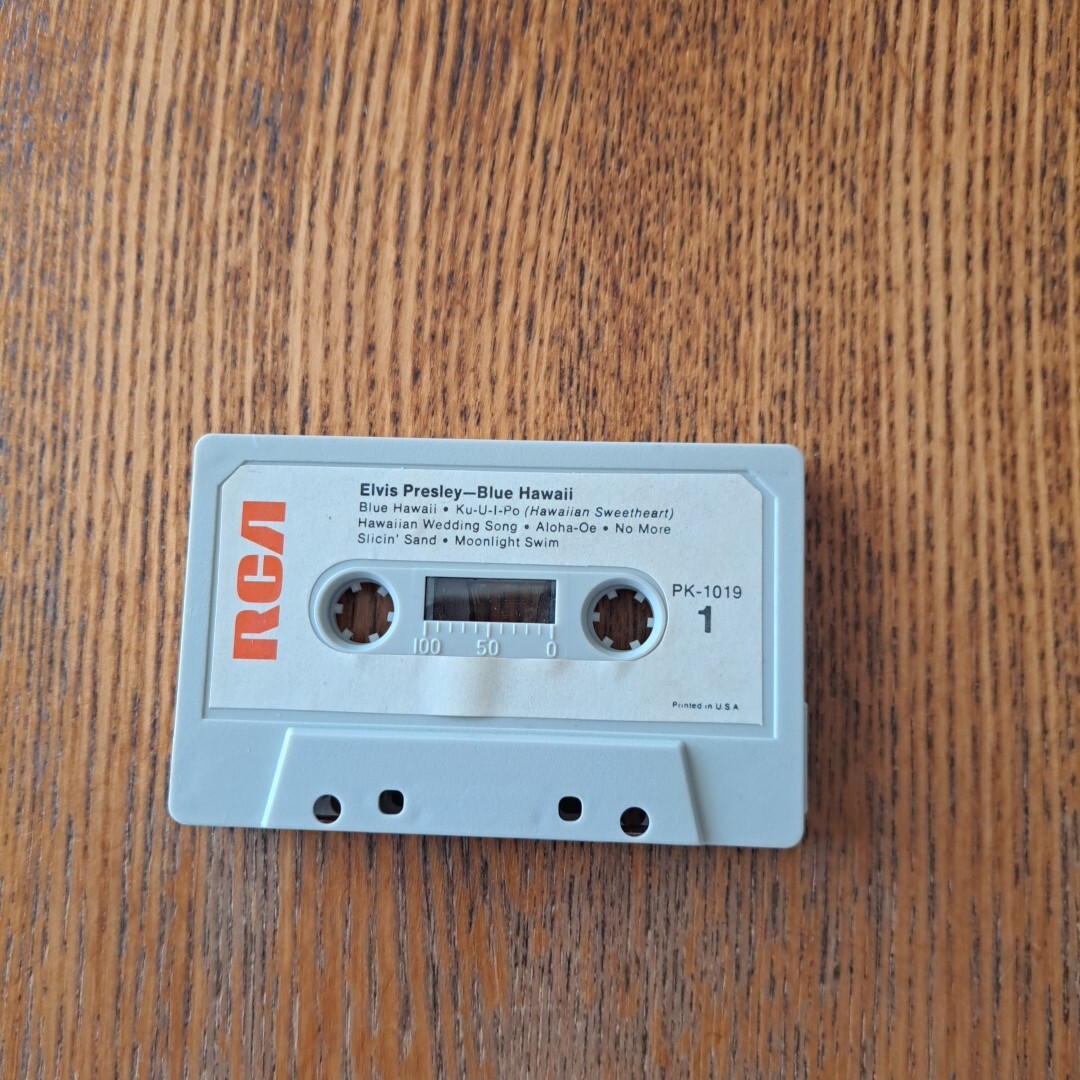 RCA
Elvis Presley—Blue Hawaii
Blue Hawaii • Ku-U-I-Po (Hawaiian Sweetheart)
Hawaiian Wedding Song • Aloha-Oe • No More
Slicin' Sand • Moonlight Swim
PK-1019
1
100 50 0
Printed in U.S.A